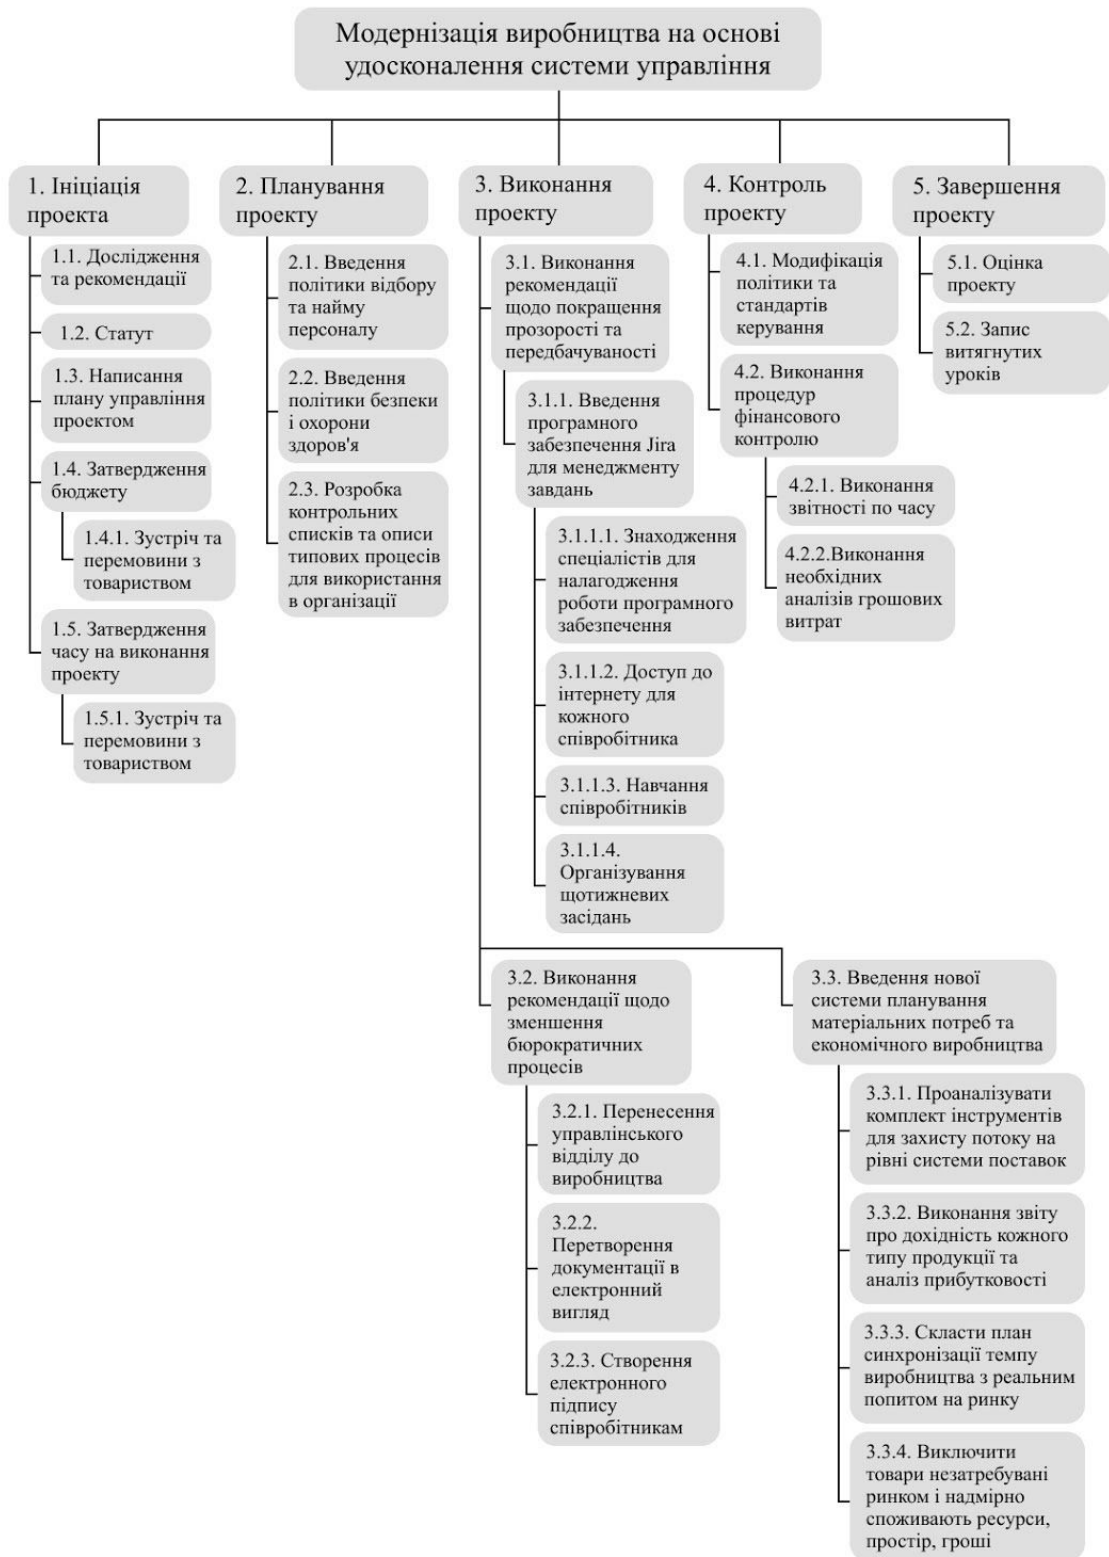 Модернізація виробництва на основі
удосконалення системи управління
1. Ініціація
проекта
1.1. Дослідження
та рекомендації
1.2. Статут
1.3. Написання
плану управління
проектом
1.4. Затвердження
бюджету
1.4.1. Зустріч та
перемовини з
товариством
1.5. Затвердження
часу на виконання
проекту
1.5.1. Зустріч та
перемовини з
товариством
2. Планування
проекту
2.1. Введення
політики відбору
та найму
персоналу
2.2. Введення
політики безпеки
і охорони
здоров'я
2.3. Розробка
контрольних
списків та описи
типових процесів
для використання
в організації
3. Виконання
проекту
3.1. Виконання
рекомендації
щодо покращення
прозорості та
передбачуваності
3.1.1. Введення
програмного
забезпечення Jira
для менеджменту
завдань
3.1.1.1. Знаходження
спеціалістів для
налагодження
роботи програмного
забезпечення
3.1.1.2. Доступ до
інтернету для
кожного
співробітника
3.1.1.3. Навчання
співробітників
3.1.1.4.
Організування
щотижневих
засідань
3.2. Виконання
рекомендації щодо
зменшення
бюрократичних
процесів
3.2.1. Перенесення
управлінського
відділу до
виробництва
3.2.2.
Перетворення
документації в
електронний
вигляд
3.2.3. Створення
електронного
підпису
співробітникам
3.3. Введення нової
системи планування
матеріальних потреб та
економічного виробництва
3.3.1. Проаналізувати
комплект інструментів
для захисту потоку на
рівні системи поставок
3.3.2. Виконання звіту
про дохідність кожного
типу продукції та
аналіз прибутковості
3.3.3. Скласти план
синхронізації темпу
виробництва з реальним
попитом на ринку
3.3.4. Виключити
товари незатребувані
ринком і надмірно
споживають ресурси,
простір, гроші
4. Контроль
проекту
4.1. Модифікація
політики та
стандартів
керування
4.2. Виконання
процедур
фінансового
контролю
4.2.1. Виконання
звітності по часу
4.2.2.Виконання
необхідних
аналізів грошових
витрат
5. Завершення
проекту
5.1. Оцінка
проекту
5.2. Запис
витягнутих
уроків